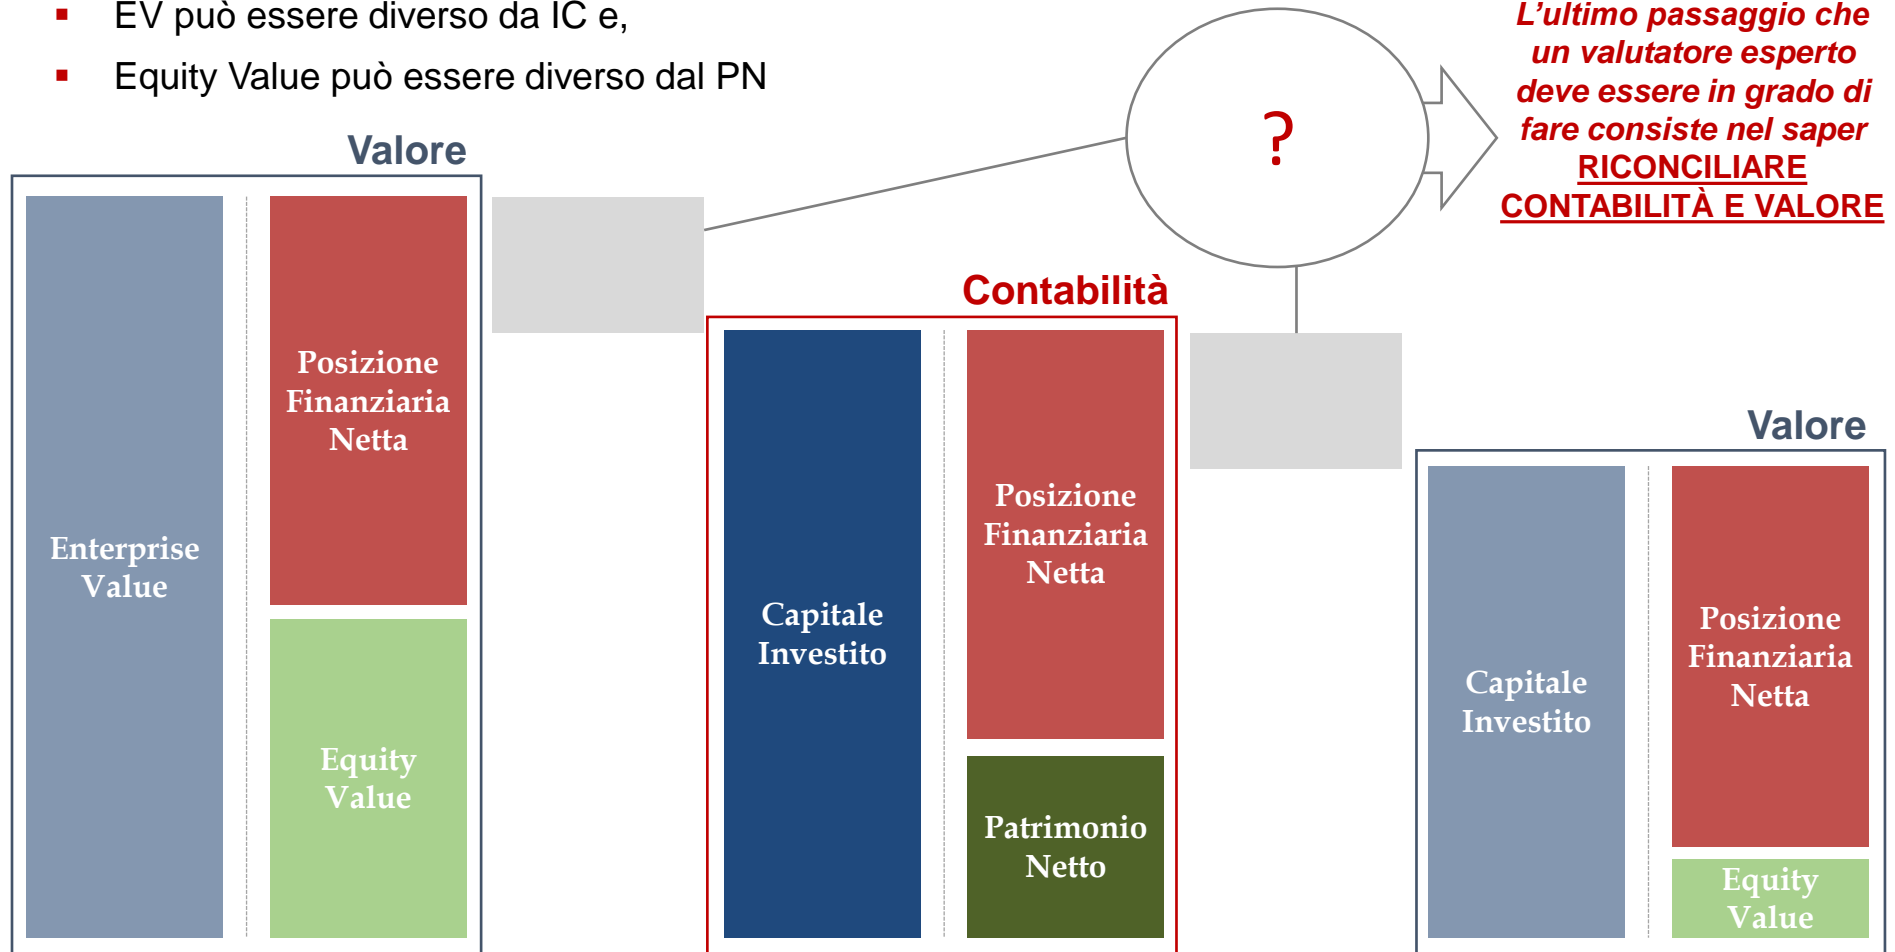 ▪ EV può essere diverso da IC e,
▪ Equity Value può essere diverso dal PN
L'ultimo passaggio che
un valutatore esperto
deve essere in grado di
fare consiste nel saper
RICONCILIARE
CONTABILITÀ E VALORE
?
Valore
Enterprise
Value
Posizione
Finanziaria
Netta
Equity
Value
Contabilità
Capitale
Investito
Posizione
Finanziaria
Netta
Patrimonio
Netto
Valore
Capitale
Investito
Posizione
Finanziaria
Netta
Equity
Value